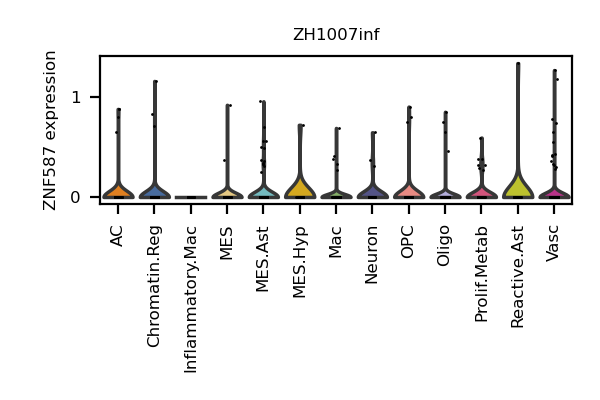 ZH1007inf
ZNF587 expression
1
0
AC
Chromatin.Reg
Inflammatory.Mac
MES
MES.Ast
MES.Hyp
Mac
Neuron
OPC
Oligo
Prolif.Metab
Reactive.Ast
Vasc